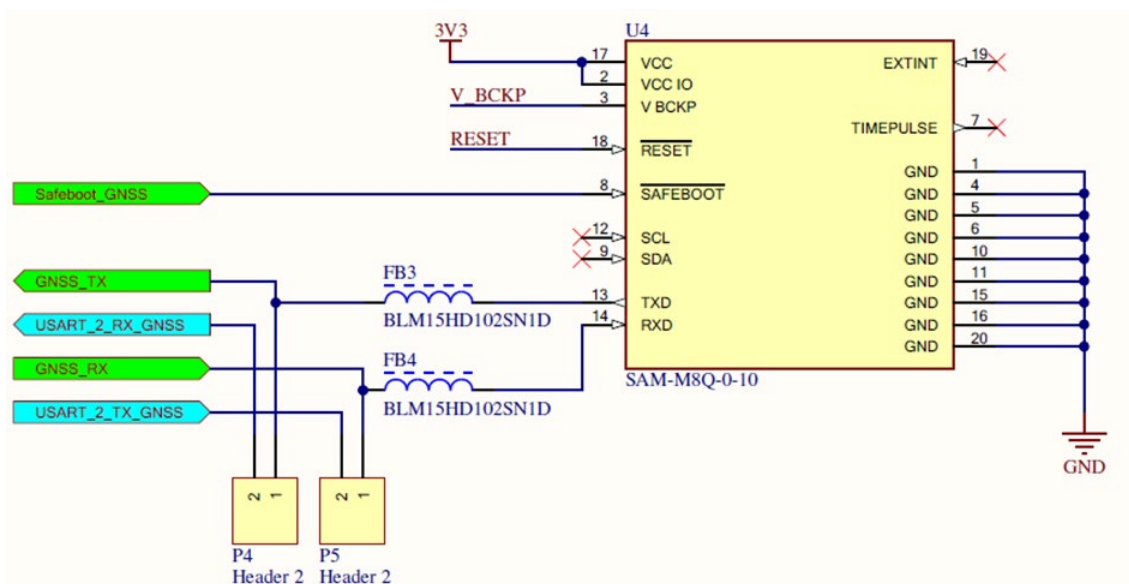 3V3
U4
17 VCC
EXTINT 19
2 VCC IO
V_BCKP 3 V BCKP
TIMEPULSE 7
RESET 18 RESET
GND 1
Safeboot_GNSS 8 SAFEBOOT
GND 4
GND 5
12 SCL
GND 6
9 SDA
GND 10
FB3
GNSS_TX
GND 11
13 TXD
GND 15
BLM15HD102SN1D
USART_2_RX_GNSS
14 RXD
GND 16
GND 20
FB4
GNSS_RX
SAM-M8Q-0-10
BLM15HD102SN1D
USART_2_TX_GNSS
GND
2 1
2 1
P4
Header 2
P5
Header 2